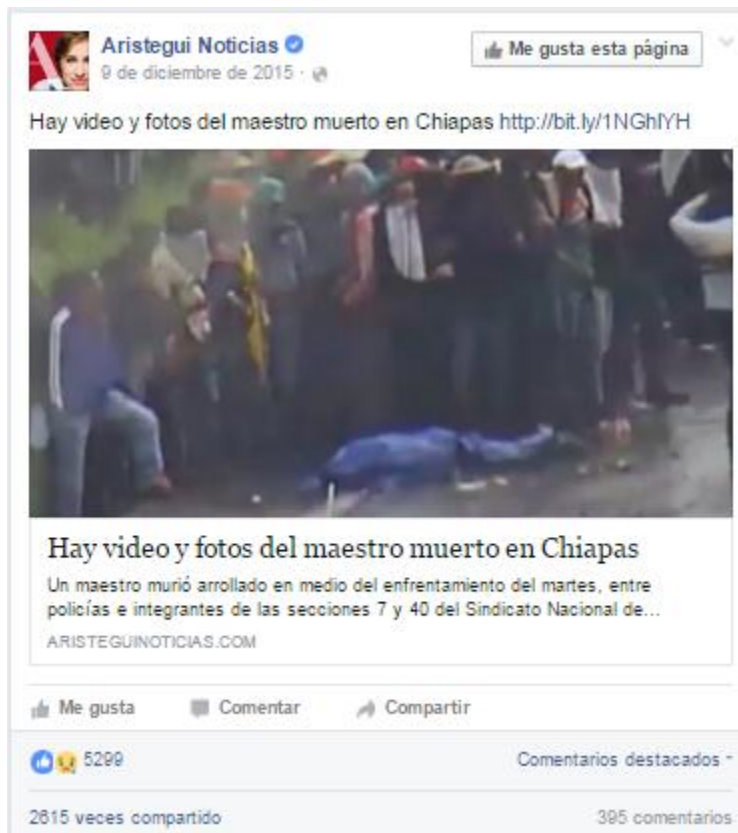 Aristegui Noticias
9 de diciembre de 2015 ·
Me gusta esta página
Hay video y fotos del maestro muerto en Chiapas http://bit.ly/1NGhlYH
Hay video y fotos del maestro muerto en Chiapas
Un maestro murió arrollado en medio del enfrentamiento del martes, entre
policías e integrantes de las secciones 7 y 40 del Sindicato Nacional de...
ARISTEGUINOTICIAS.COM
Me gusta Comentar Compartir
5299 Comentarios destacados
2615 veces compartido 395 comentarios